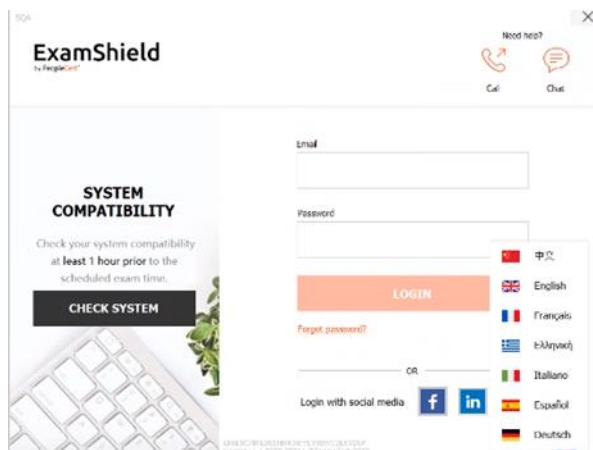 SQA
ExamShield
by PeopleCert
Need help?
Call
Chat
SYSTEM
COMPATIBILITY
Check your system compatibility
at least 1 hour prior to the
scheduled exam time.
CHECK SYSTEM
Email
Password
LOGIN
Forgot password?
OR
Login with social media
f
in
中文
English
Français
Ελληνική
Italiano
Español
Deutsch